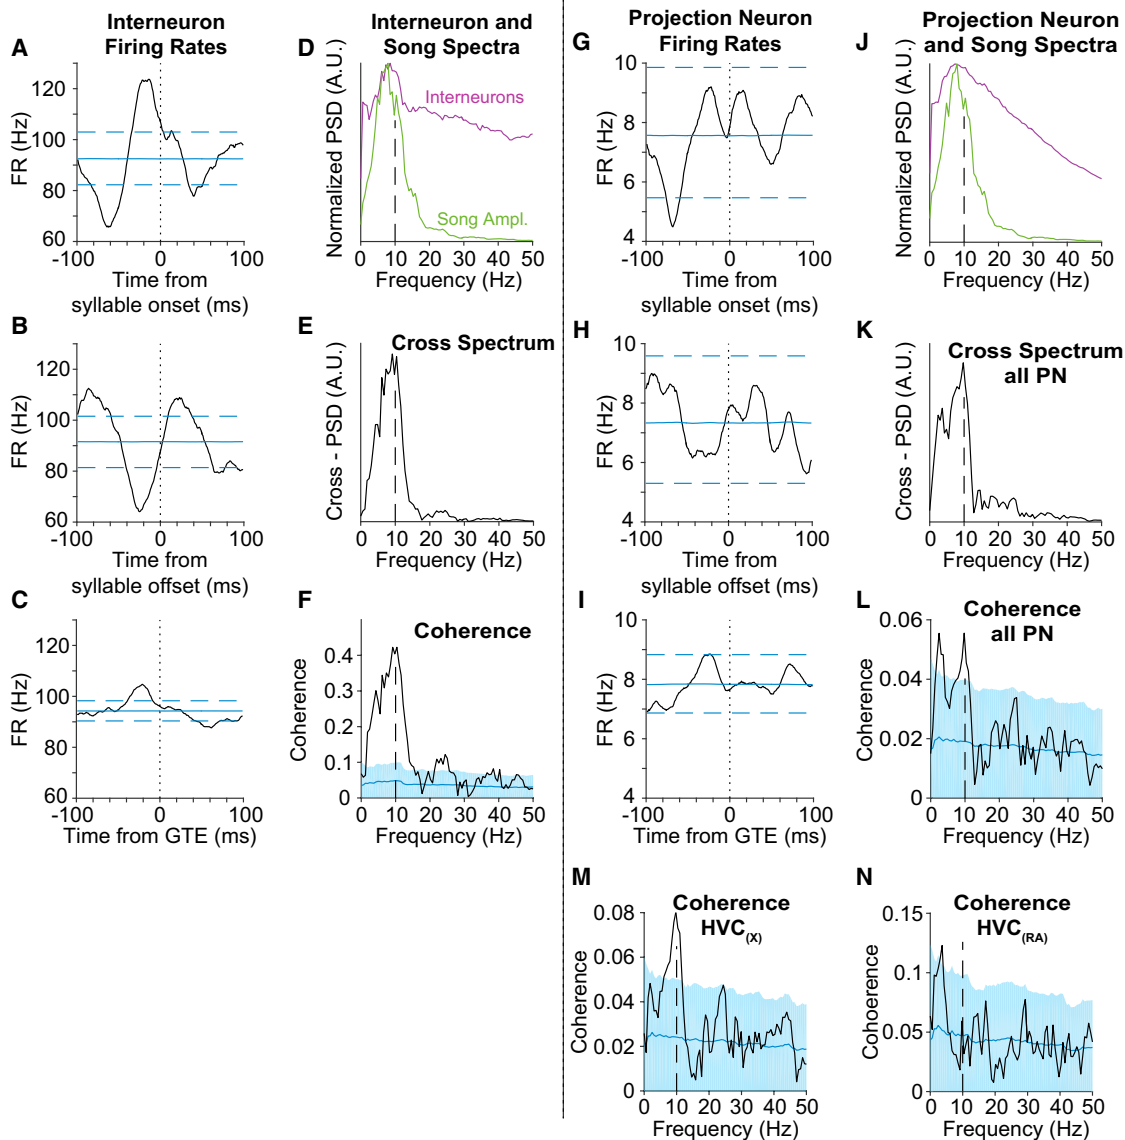 Interneuron
Firing Rates
A
FR (Hz)
120
100
80
60
-100
0
100
Time from
syllable onset (ms)
Interneuron and
Song Spectra
D
Normalized PSD (A.U.)
Interneurons
Song Ampl.
0 10 20 30 40 50
Frequency (Hz)
Projection Neuron
Firing Rates
G
FR (Hz)
10
8
6
4
-100
0
100
Time from
syllable onset (ms)
Projection Neuron
and Song Spectra
J
Normalized PSD (A.U.)
0 10 20 30 40 50
Frequency (Hz)
B
FR (Hz)
120
100
80
60
-100
0
100
Time from
syllable offset (ms)
E
Cross Spectrum
Cross - PSD (A.U.)
0 10 20 30 40 50
Frequency (Hz)
H
FR (Hz)
10
8
6
4
-100
0
100
Time from
syllable offset (ms)
K
Cross Spectrum
all PN
Cross - PSD (A.U.)
0 10 20 30 40 50
Frequency (Hz)
C
FR (Hz)
120
100
80
60
-100
0
100
Time from GTE (ms)
F
Coherence
Coherence
0.4
0.3
0.2
0.1
0
0 10 20 30 40 50
Frequency (Hz)
I
FR (Hz)
10
8
6
4
-100
0
100
Time from GTE (ms)
L
Coherence
all PN
Coherence
0.06
0.04
0.02
0
0 10 20 30 40 50
Frequency (Hz)
M
Coherence
HVC(X)
Coherence
0.08
0.06
0.04
0.02
0
0 10 20 30 40 50
Frequency (Hz)
N
Coherence
HVC(RA)
Cohoerence
0.15
0.1
0.05
0
0 10 20 30 40 50
Frequency (Hz)